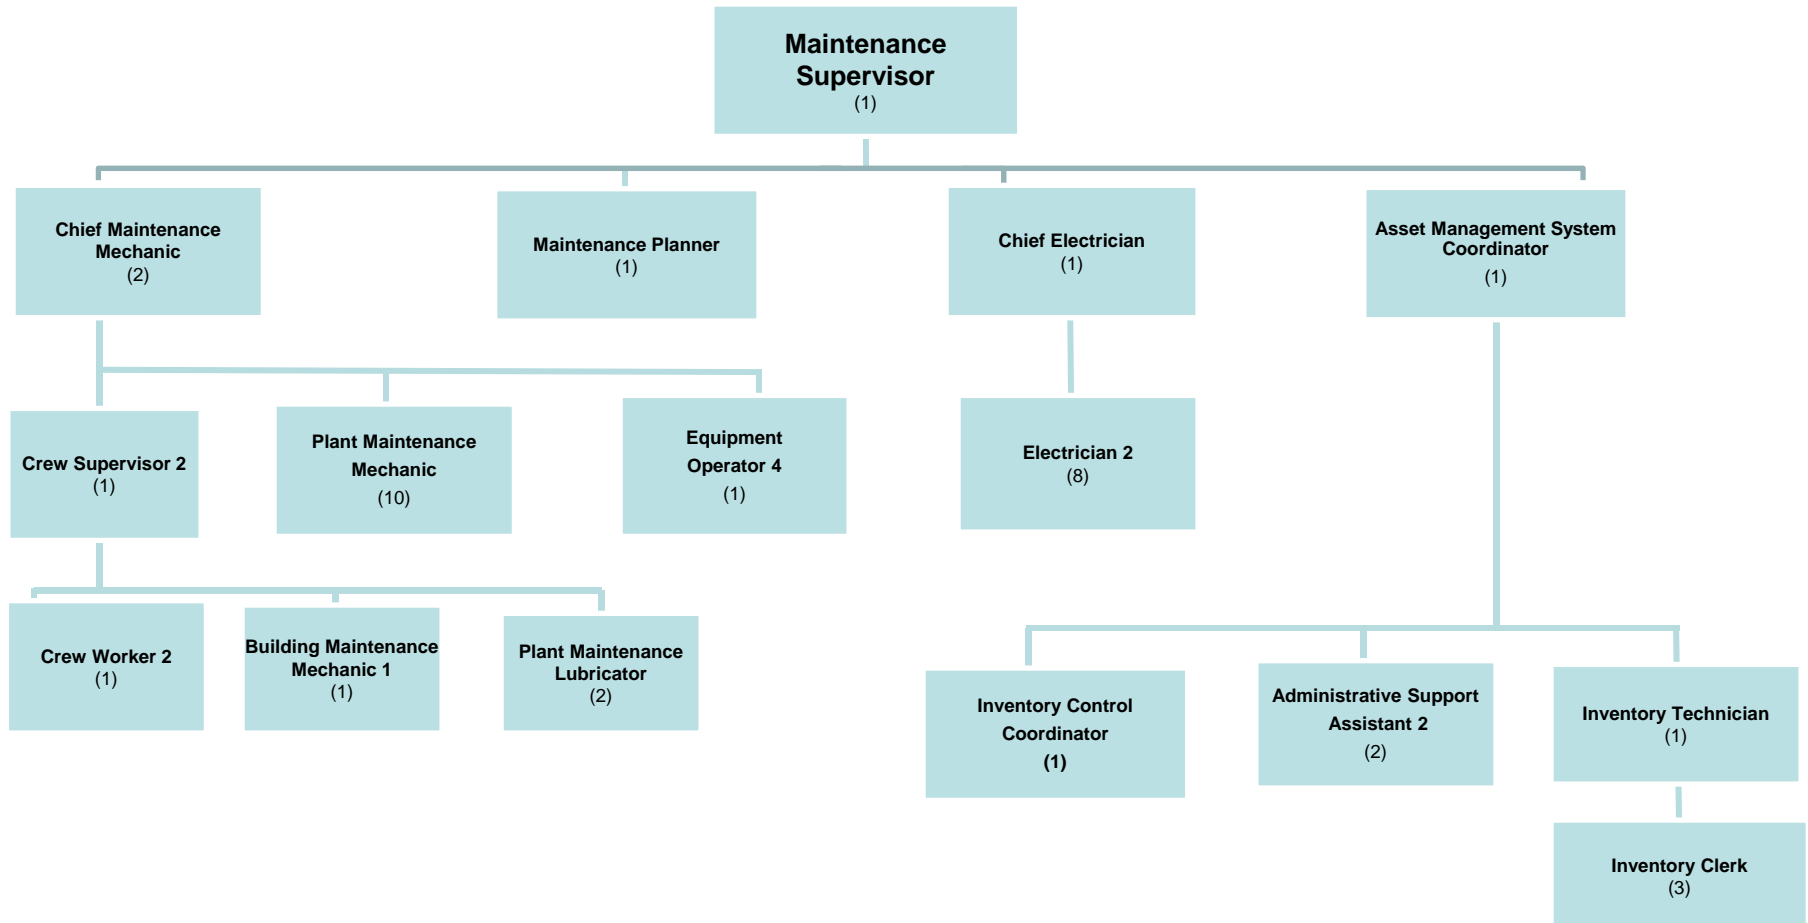 Maintenance
Supervisor
(1)
Chief Maintenance
Mechanic
(2)
Maintenance Planner
(1)
Chief Electrician
(1)
Asset Management System
Coordinator
(1)
Crew Supervisor 2
(1)
Plant Maintenance
Mechanic
(10)
Equipment
Operator 4
(1)
Electrician 2
(8)
Crew Worker 2
(1)
Building Maintenance
Mechanic 1
(1)
Plant Maintenance
Lubricator
(2)
Inventory Control
Coordinator
(1)
Administrative Support
Assistant 2
(2)
Inventory Technician
(1)
Inventory Clerk
(3)